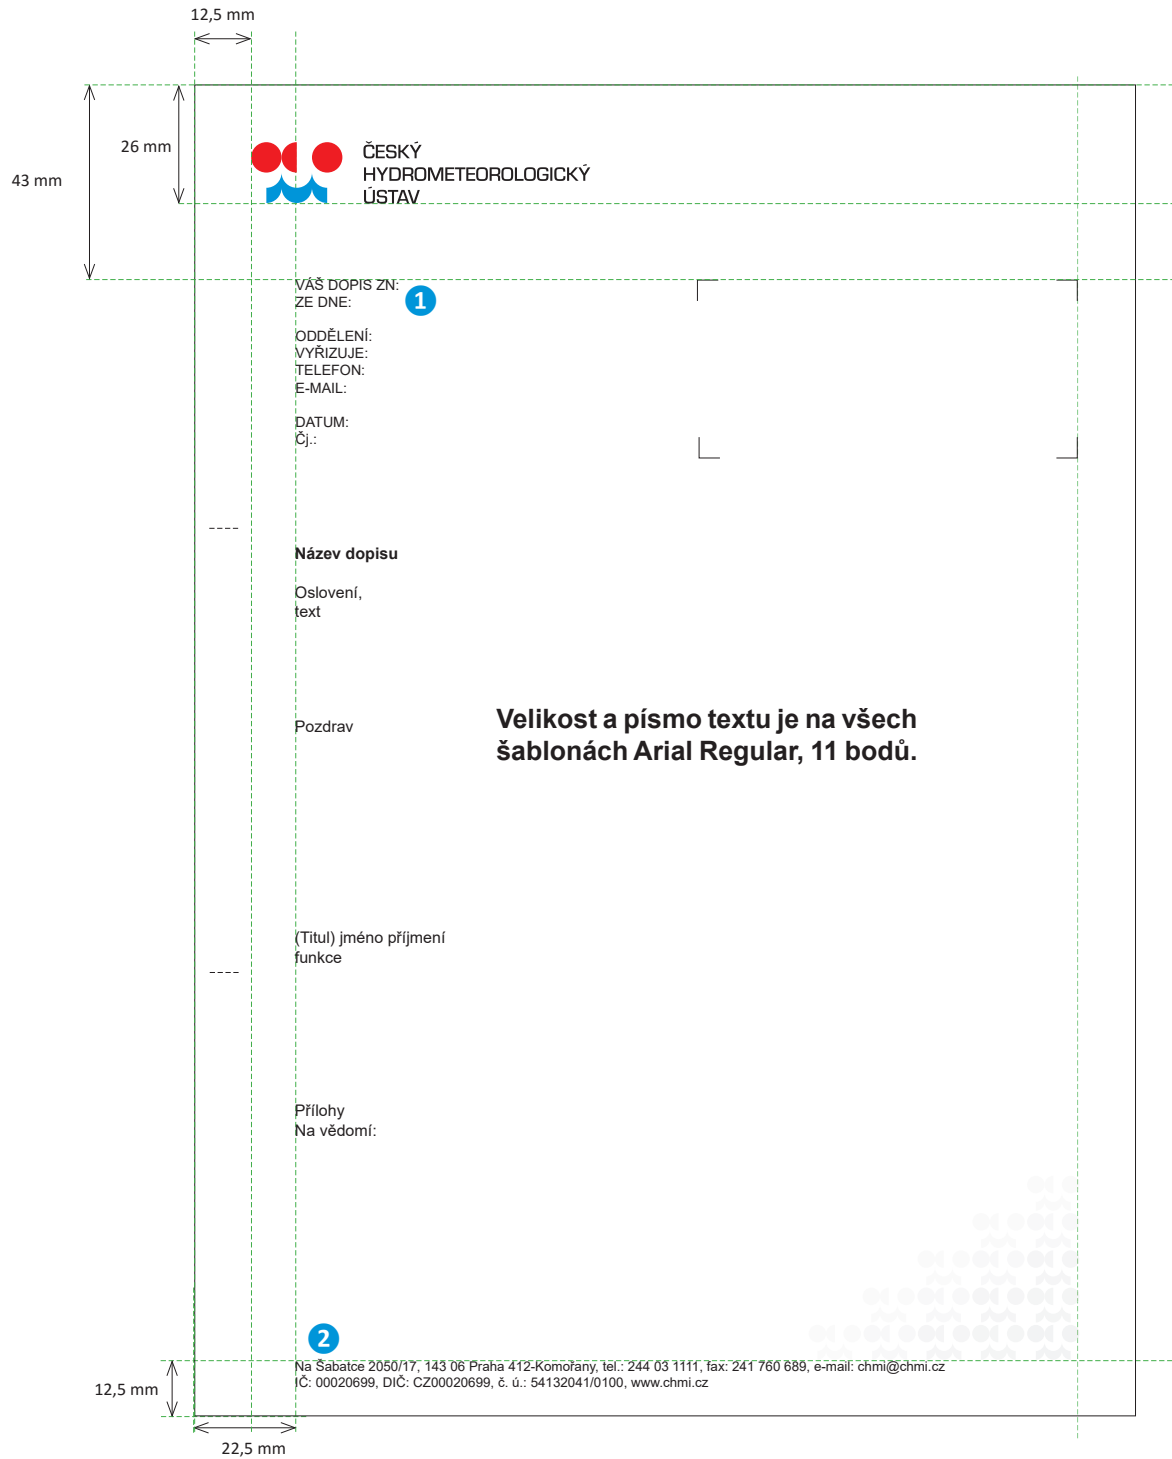 12,5 mm
26 mm
43 mm
ČESKÝ
HYDROMETEOROLOGICKÝ
ÚSTAV
VÁŠ DOPIS ZN:
ZE DNE:
1
ODDĚLENÍ:
VYŘIZUJE:
TELEFON:
E-MAIL:
DATUM:
Čj.:
Název dopisu
Oslovení,
text
Pozdrav
Velikost a písmo textu je na všech
šablonách Arial Regular, 11 bodů.
(Titul) jméno příjmení
funkce
Přílohy
Na vědomí:
2
Na Šabatce 2050/17, 143 06 Praha 412-Komořany, tel.: 244 03 1111, fax: 241 760 689, e-mail: chmi@chmi.cz
IČ: 00020699, DIČ: CZ00020699, č. ú.: 54132041/0100, www.chmi.cz
12,5 mm
22,5 mm